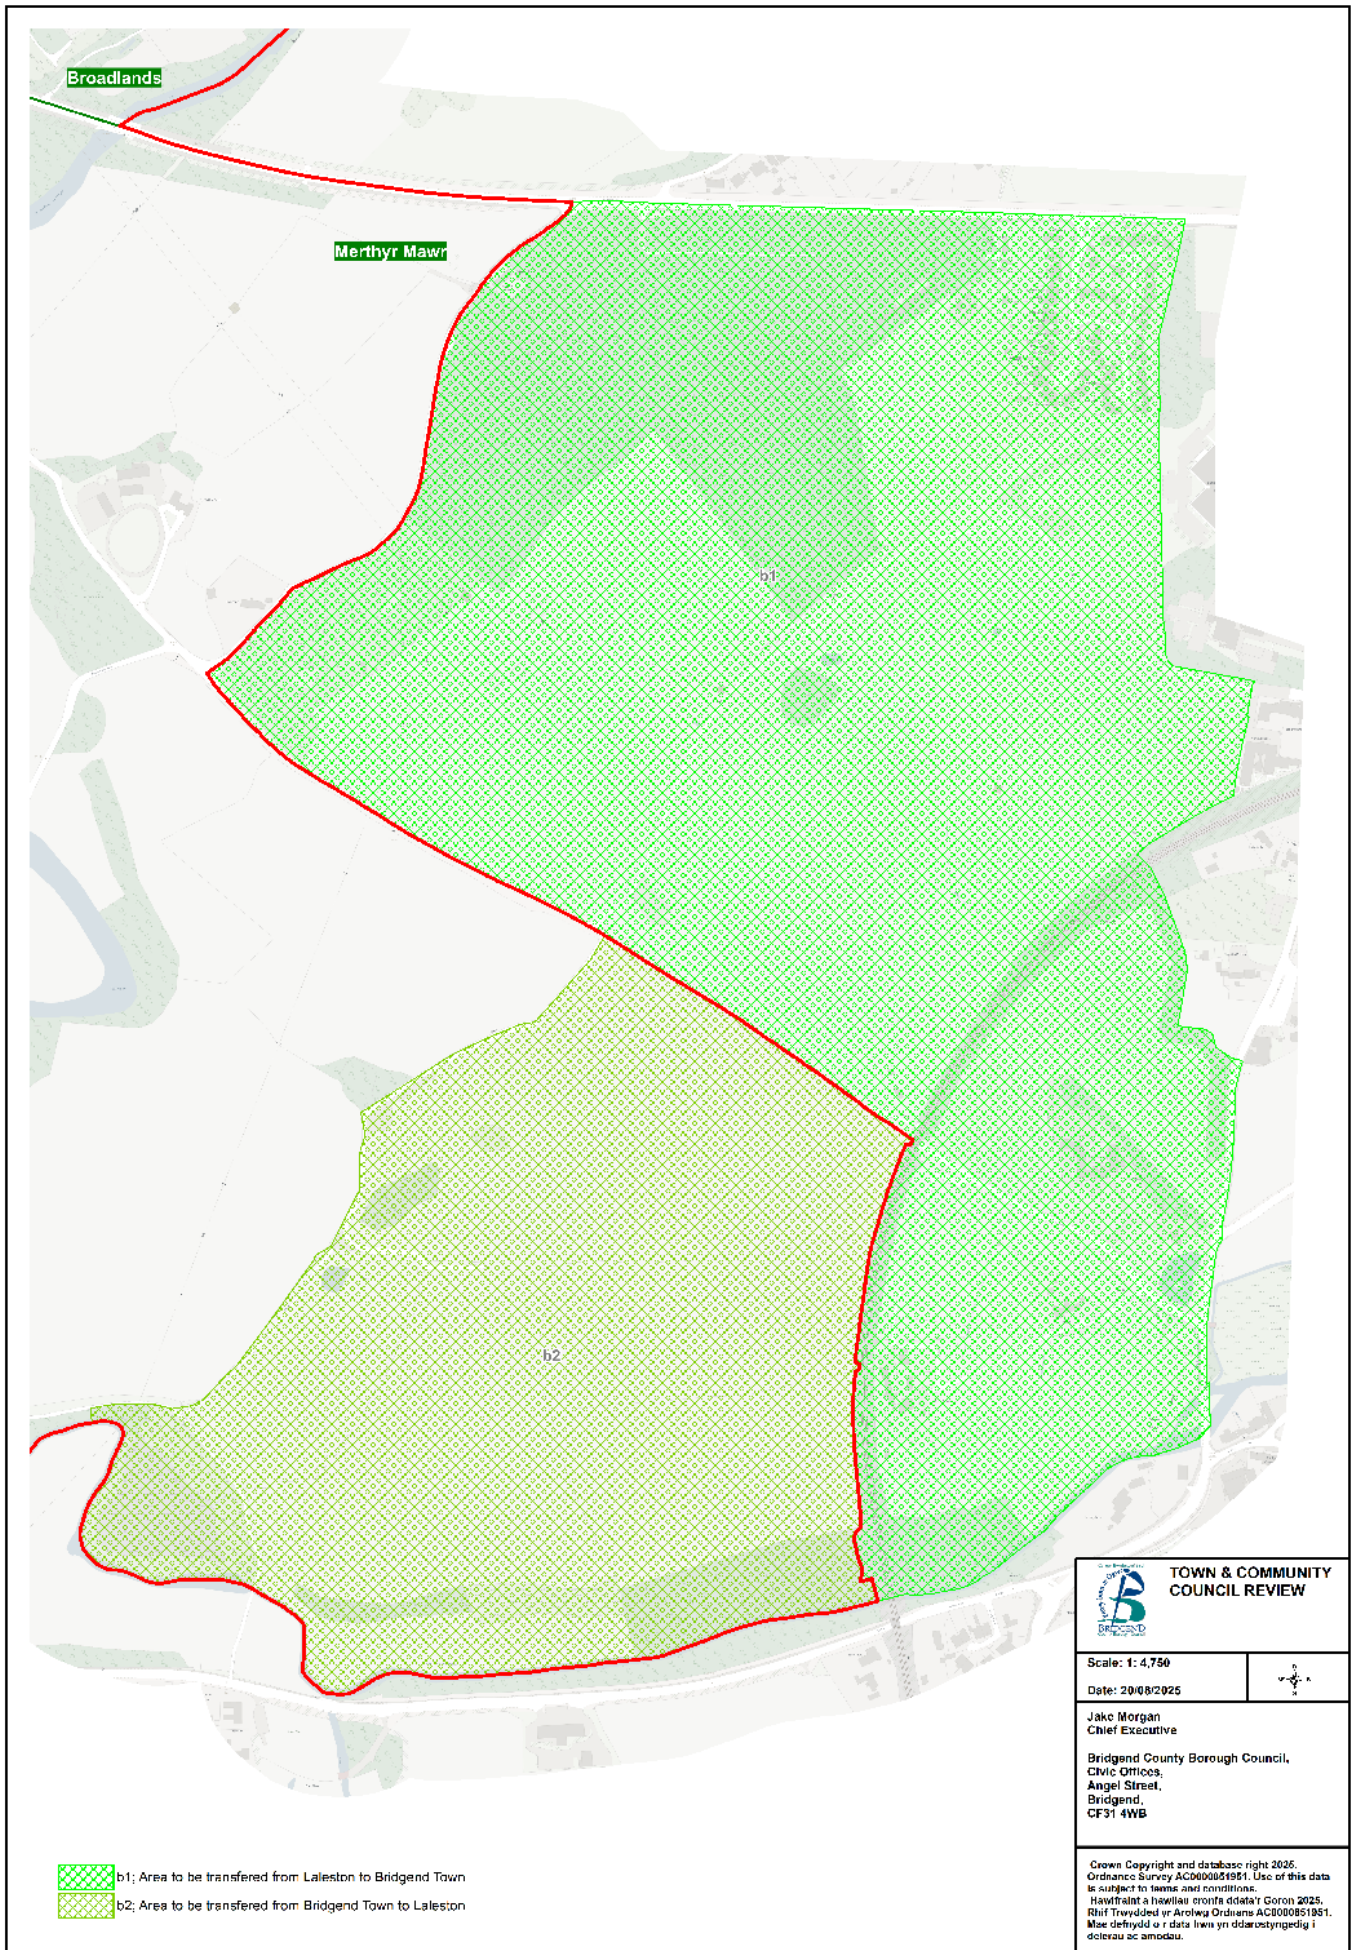 Broadlands
Merthyr Mawr
b1
b2
TOWN & COMMUNITY
COUNCIL REVIEW
BRIDGEND
Scale: 1: 4,750
Date: 20/08/2025
Jake Morgan
Chief Executive
Bridgend County Borough Council,
Civic Offices,
Angel Street,
Bridgend,
CF31 4WB
b1; Area to be transfered from Laleston to Bridgend Town
b2; Area to be transfered from Bridgend Town to Laleston
Crown Copyright and database right 2025.
Ordnance Survey AC0000851951. Use of this data
is subject to terms and conditions.
Hawlfraint a hawliau cronfa ddata'r Goron 2025.
Rhif Trwydded yr Arolwg Ordnans AC0000851951.
Mae defnydd o'r data hwn yn ddarostyngedig i
delerau ac amodau.